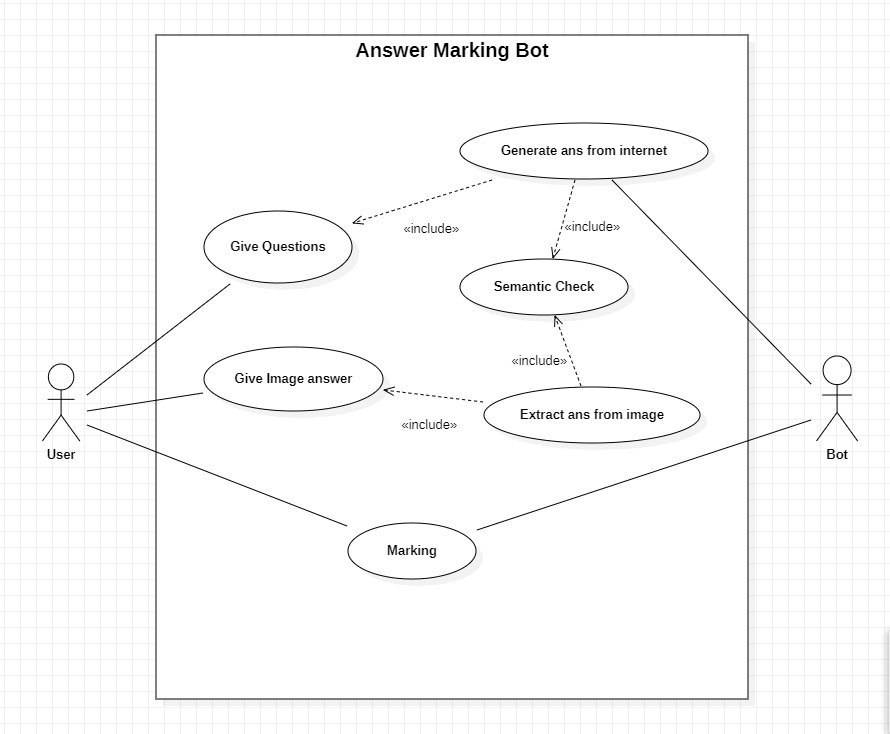 Answer Marking Bot
Generate ans from internet
«include»
«include»
Give Questions
Semantic Check
«include»
Give Image answer
Extract ans from image
«include»
User
Bot
Marking